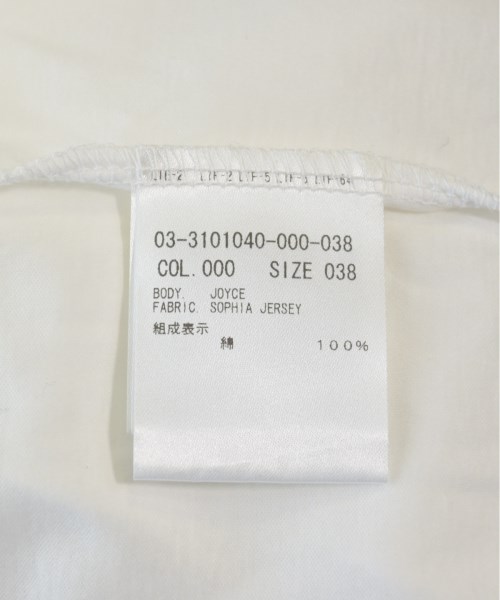 03-3101040-000-038
COL. 000 SIZE 038
BODY. JOYCE
FABRIC. SOPHIA JERSEY
組成表示
綿 100%